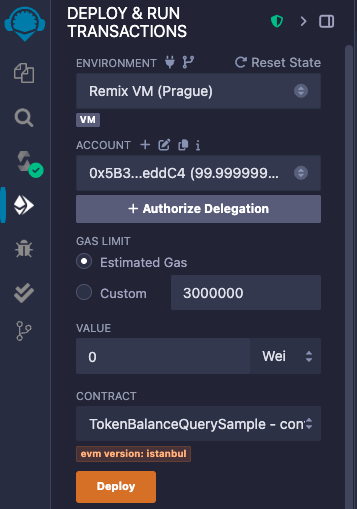 DEPLOY & RUN
TRANSACTIONS
ENVIRONMENT
Reset State
Remix VM (Prague)
VM
ACCOUNT + i
0x5B3...eddC4 (99.999999...
+ Authorize Delegation
GAS LIMIT
Estimated Gas
Custom 3000000
VALUE
0 Wei
CONTRACT
TokenBalanceQuerySample - con
evm version: istanbul
Deploy